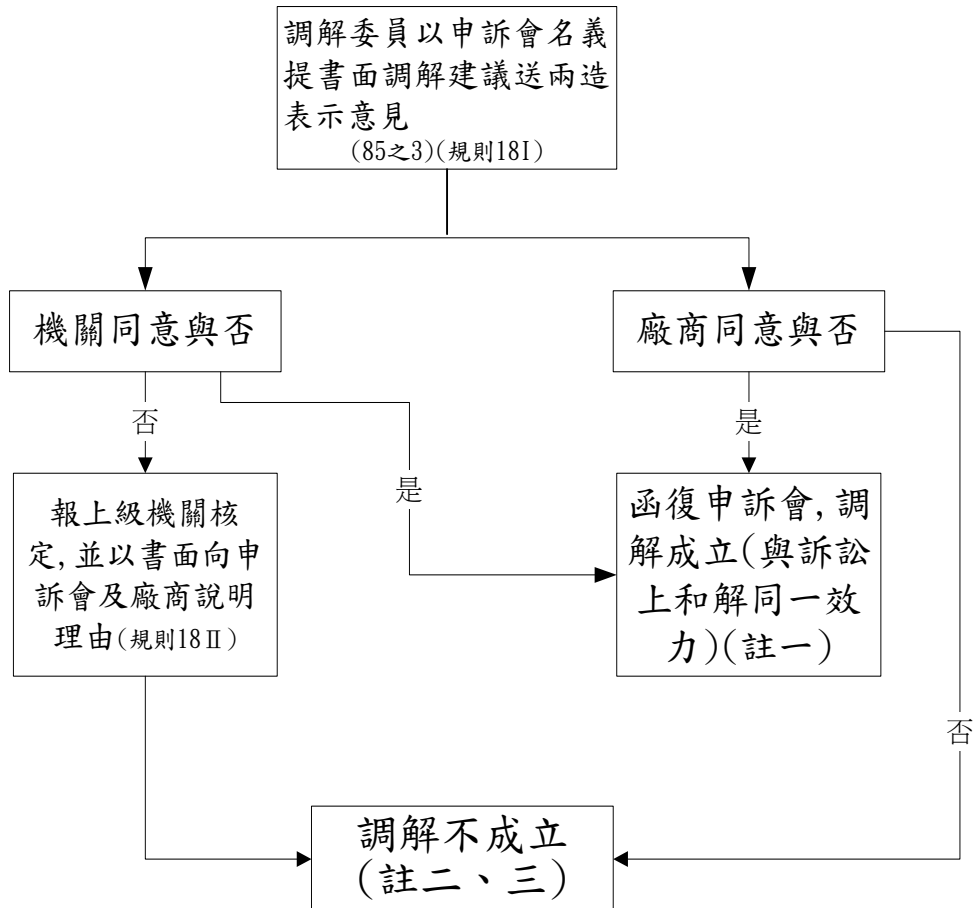 調解委員以申訴會名義
提書面調解建議送兩造
表示意見
(85之3)(規則18I)
機關同意與否
廠商同意與否
否
是
是
報上級機關核
定,並以書面向申
訴會及廠商說明
理由(規則18Ⅱ)
函復申訴會,調
解成立(與訴訟
上和解同一效
力)(註一)
否
調解不成立
(註二、三)